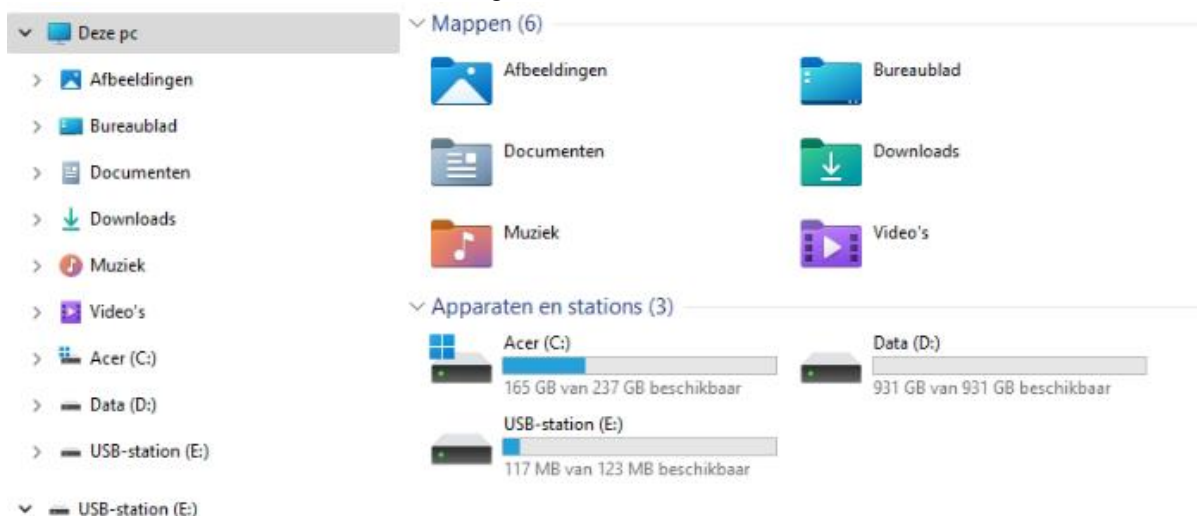 Deze pc
Afbeeldingen
Bureaublad
Documenten
Downloads
Muziek
Video's
Acer (C:)
Data (D:)
USB-station (E:)
USB-station (E:)
Mappen (6)
Afbeeldingen
Bureaublad
Documenten
Downloads
Muziek
Video's
Apparaten en stations (3)
Acer (C:)
165 GB van 237 GB beschikbaar
Data (D:)
931 GB van 931 GB beschikbaar
USB-station (E:)
117 MB van 123 MB beschikbaar